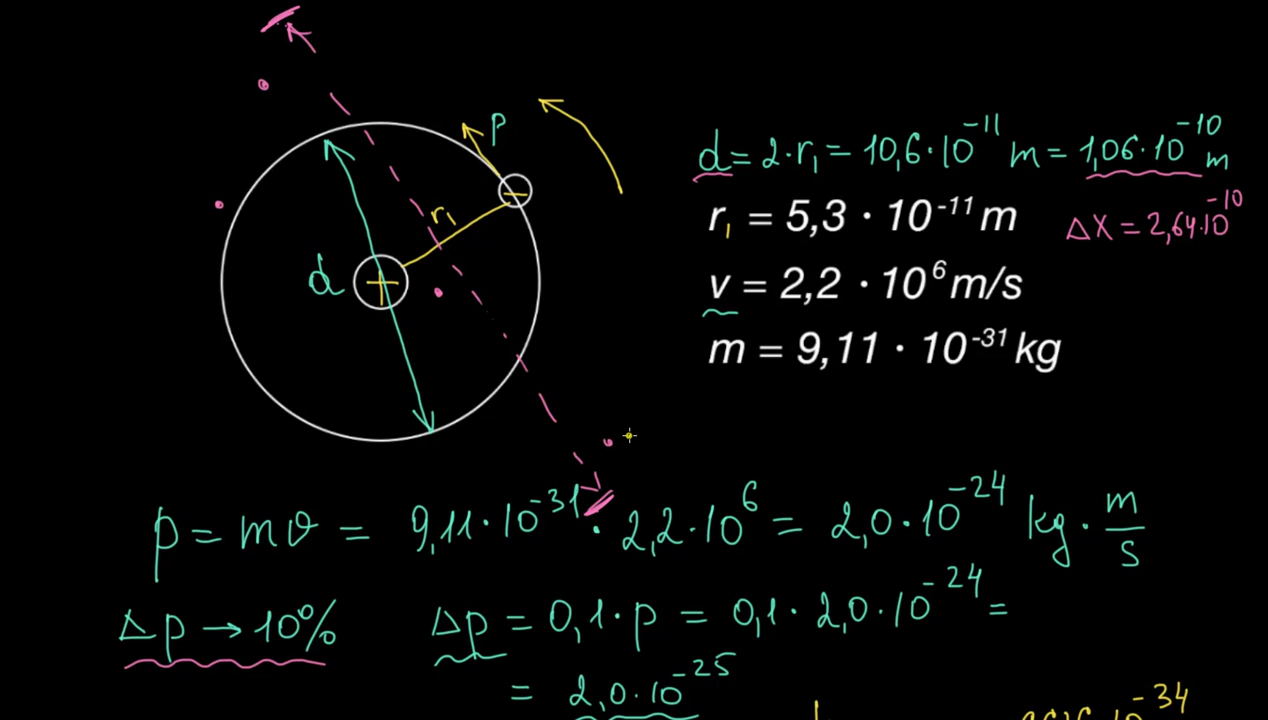 p
r₁
d
+
−
d = 2·r₁ = 10,6·10⁻¹¹ m = 1,06·10⁻¹⁰ m
r₁ = 5,3 · 10⁻¹¹ m
Δx = 2,64·10⁻¹⁰
v = 2,2 · 10⁶ m/s
m = 9,11 · 10⁻³¹ kg
p = mv = 9,11·10⁻³¹ · 2,2·10⁶ = 2,0·10⁻²⁴ kg · m/s
Δp → 10% Δp = 0,1·p = 0,1·2,0·10⁻²⁴ =
= 2,0·10⁻²⁵